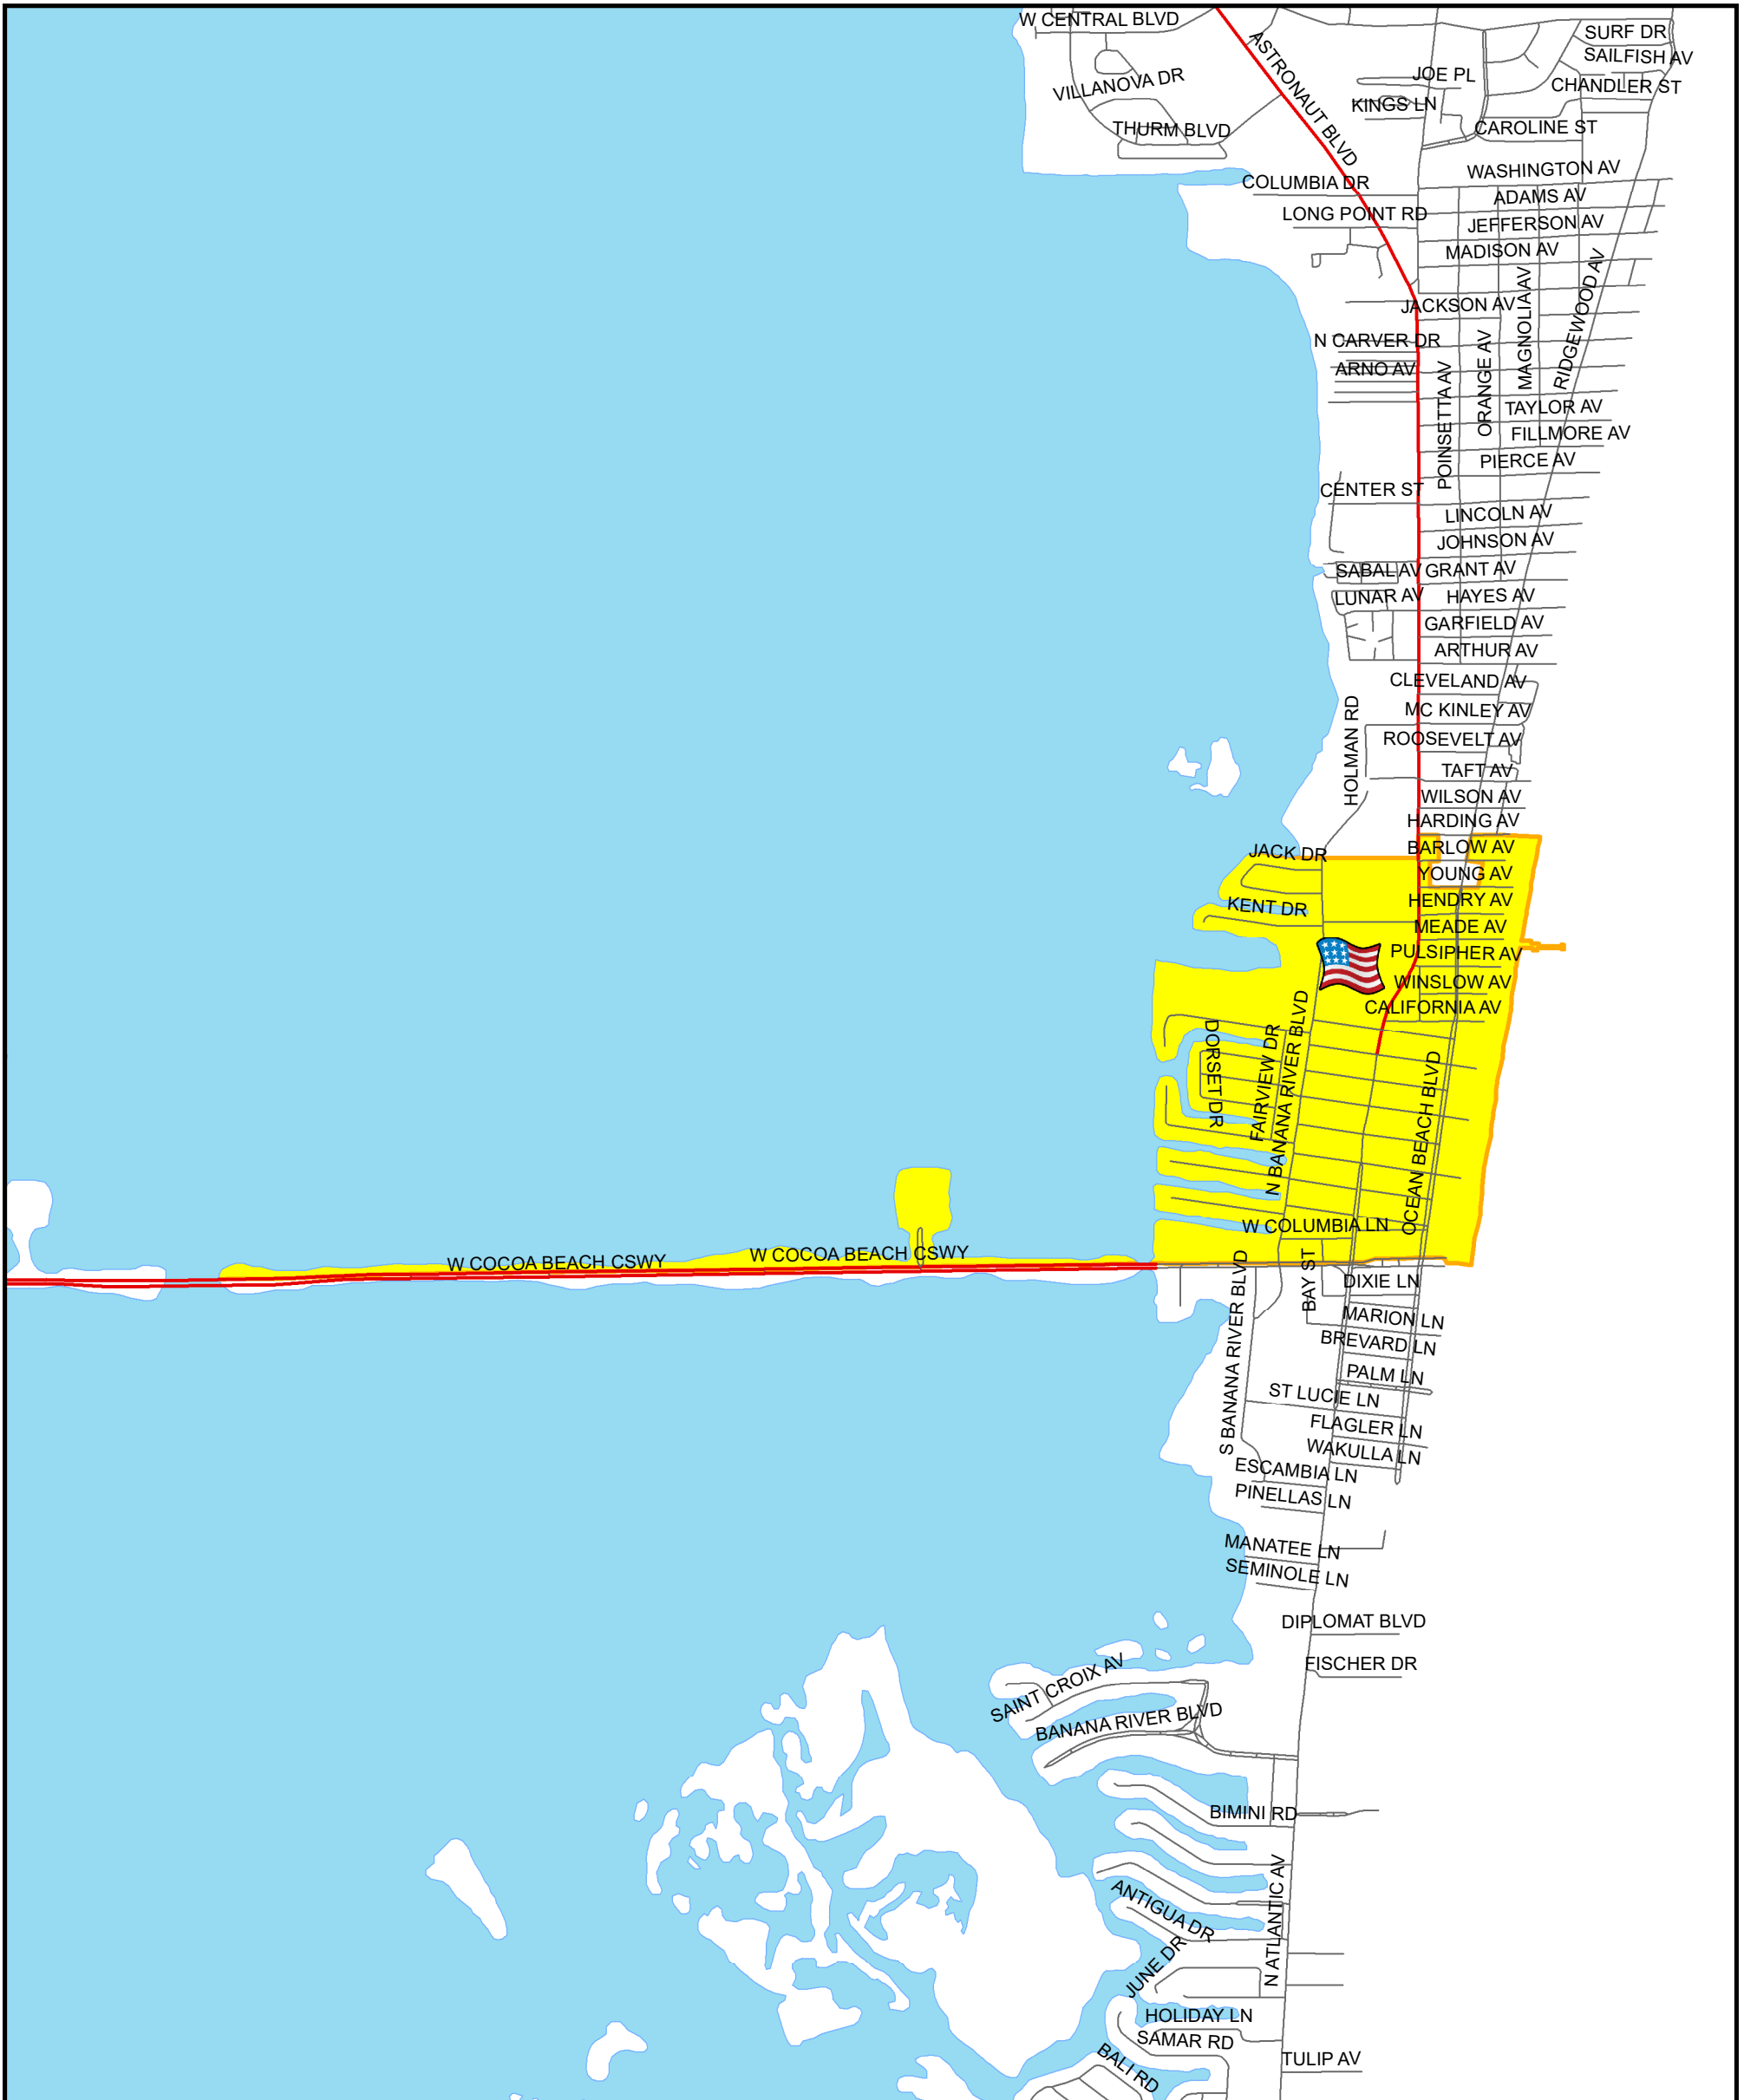 W CENTRAL BLVD
SURF DR
SAILFISH AV
ASTRONAUT BLVD
JOE PL
VILLANOVA DR
CHANDLER ST
KINGS LN
THURM BLVD
CAROLINE ST
WASHINGTON AV
COLUMBIA DR
ADAMS AV
LONG POINT RD
JEFFERSON AV
MADISON AV
JACKSON AV
MAGNOLIA AV
RIDGEWOOD AV
N CARVER DR
ARNO AV
ORANGE AV
POINSETTA AV
TAYLOR AV
FILLMORE AV
PIERCE AV
CENTER ST
LINCOLN AV
JOHNSON AV
SABAL AV
GRANT AV
LUNAR AV
HAYES AV
GARFIELD AV
ARTHUR AV
CLEVELAND AV
MC KINLEY AV
HOLMAN RD
ROOSEVELT AV
TAFT AV
WILSON AV
HARDING AV
BARLOW AV
JACK DR
YOUNG AV
HENDRY AV
KENT DR
MEADE AV
PULSIPHER AV
WINSLOW AV
CALIFORNIA AV
DORSET DR
FAIRVIEW DR
N BANANA RIVER BLVD
OCEAN BEACH BLVD
W COLUMBIA LN
W COCOA BEACH CSWY
W COCOA BEACH CSWY
BAY ST
DIXIE LN
S BANANA RIVER BLVD
MARION LN
BREVARD LN
PALM LN
ST LUCIE LN
FLAGLER LN
WAKULLA LN
ESCAMBIA LN
PINELLAS LN
MANATEE LN
SEMINOLE LN
DIPLOMAT BLVD
FISCHER DR
SAINT CROIX AV
BANANA RIVER BLVD
BIMINI RD
N ATLANTIC AV
ANTIGUA DR
JUNE DR
HOLIDAY LN
SAMAR RD
BALI RD
TULIP AV